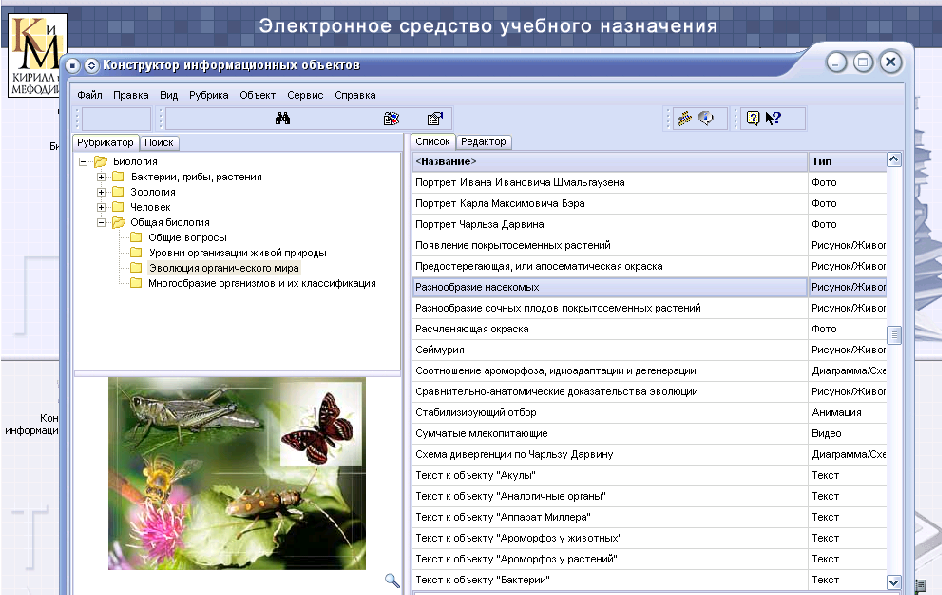 Электронное средство учебного назначения
КИ
М
КИРИЛЛ и
МЕФОДИЙ
Конструктор информационных объектов
Файл Правка Вид Рубрика Объект Сервис Справка
Рубрикатор Поиск
Биология
Бактерии, грибы, растения
Зоология
Человек
Общая биология
Общие вопросы
Уровни организации живой природы
Эволюция органического мира
Многообразие организмов и их классификация
Кон
информаци
Список Редактор
<Название> Тип
Портрет Ивана Ивановича Шмальгаузена Фото
Портрет Карла Максимовича Бэра Фото
Портрет Чарльза Дарвина Фото
Появление покрытосеменных растений Рисунок/Живог
Предостерегающая, или апосематическая окраска Рисунок/Живог
Разнообразие насекомых Рисунок/Живог
Разнообразие сочных плодов покрытосеменных растений Рисунок/Живог
Расчленяющая окраска Фото
Сеймурия Рисунок/Живог
Соотношение ароморфоза, идиоадаптации и дегенерации Диаграмма/Схе
Сравнительно-анатомические доказательства эволюции Рисунок/Живог
Стабилизирующий отбор Анимация
Сумчатые млекопитающие Видео
Схема дивергенции по Чарльзу Дарвину Диаграмма/Схе
Текст к объекту "Акулы" Текст
Текст к объекту "Аналогичные органы" Текст
Текст к объекту "Аппарат Миллера" Текст
Текст к объекту "Ароморфоз у животных" Текст
Текст к объекту "Ароморфоз у растений" Текст
Текст к объекту "Бактерии" Текст